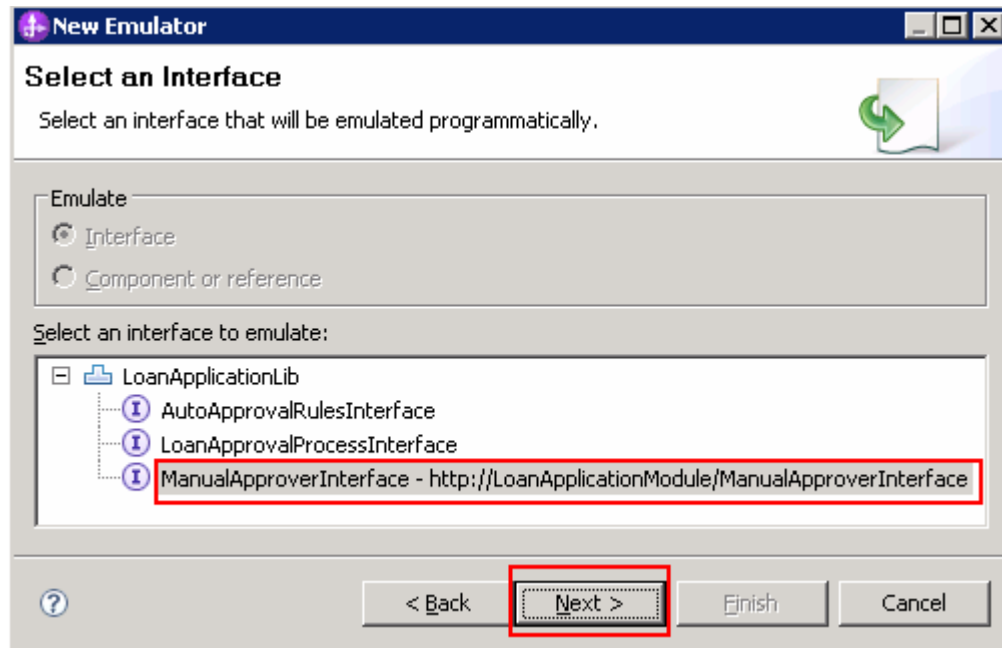 New Emulator
Select an Interface
Select an interface that will be emulated programmatically.
Emulate
Interface
Component or reference
Select an interface to emulate:
LoanApplicationLib
AutoApprovalRulesInterface
LoanApprovalProcessInterface
ManualApproverInterface - http://LoanApplicationModule/ManualApproverInterface
< Back Next > Finish Cancel